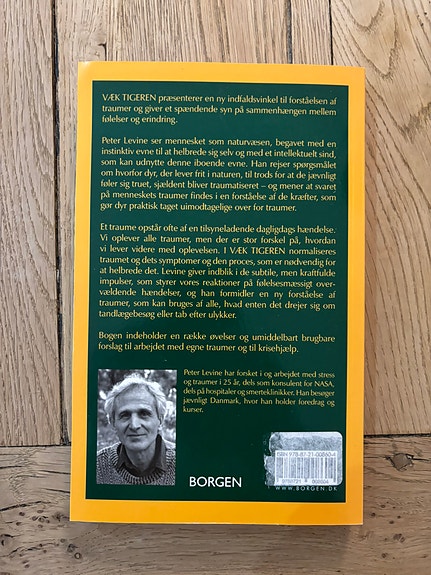 VÆK TIGEREN præsenterer en ny indfaldsvinkel til forståelsen af
traumer og giver et spændende syn på sammenhængen mellem
følelser og erindring.
Peter Levine ser mennesket som naturvæsen, begavet med en
instinktiv evne til at helbrede sig selv og med et intellektuelt sind,
som kan udnytte denne iboende evne. Han rejser spørgsmålet
om hvorfor dyr, der lever frit i naturen, til trods for at de jævnligt
føler sig truet, sjældent bliver traumatiseret – og mener at svaret
på menneskets traumer findes i en forståelse af de kræfter, som
gør dyr praktisk taget uimodtagelige over for traumer.
Et traume opstår ofte af en tilsyneladende dagligdags hændelse.
Vi oplever alle traumer, men der er stor forskel på, hvordan
vi lever videre med oplevelsen. I VÆK TIGEREN normaliseres
traumet og dets symptomer og den proces, som er nødvendig for
at helbrede det. Levine giver indblik i de subtile, men kraftfulde
impulser, som styrer vores reaktioner på følelsesmæssigt over-
vældende hændelser, og han formidler en ny forståelse af
traumer, som kan bruges af alle, hvad enten det drejer sig om
tandlægebesøg eller tab efter ulykker.
Bogen indeholder en række øvelser og umiddelbart brugbare
forslag til arbejdet med egne traumer og til krisehjælp.
Peter Levine har forsket i og arbejdet med stress
og traumer i 25 år, dels som konsulent for NASA,
dels på hospitaler og smerteklinikker. Han besøger
jævnligt Danmark, hvor han holder foredrag og
kurser.
ISBN 978-87-21-00850-4
BORGEN
WWW.BORGEN.DK